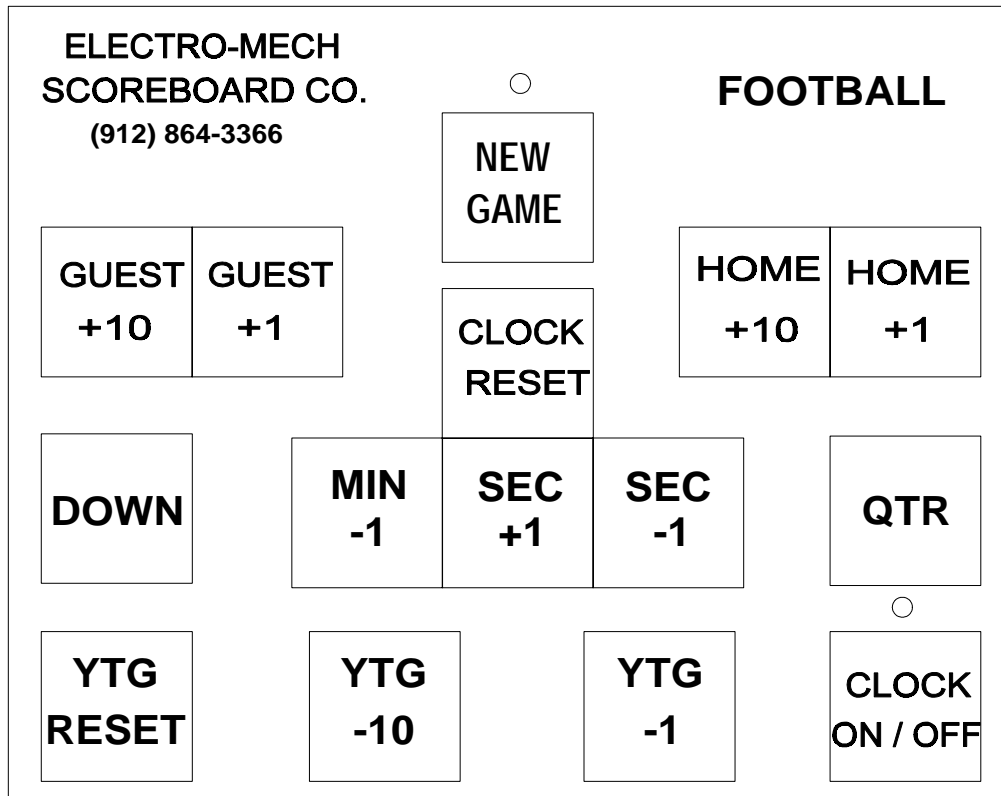 ELECTRO-MECH
SCOREBOARD CO.
(912) 864-3366
FOOTBALL
NEW
GAME
GUEST
+10
GUEST
+1
HOME
+10
HOME
+1
CLOCK
RESET
DOWN
MIN
-1
SEC
+1
SEC
-1
QTR
YTG
RESET
YTG
-10
YTG
-1
CLOCK
ON / OFF